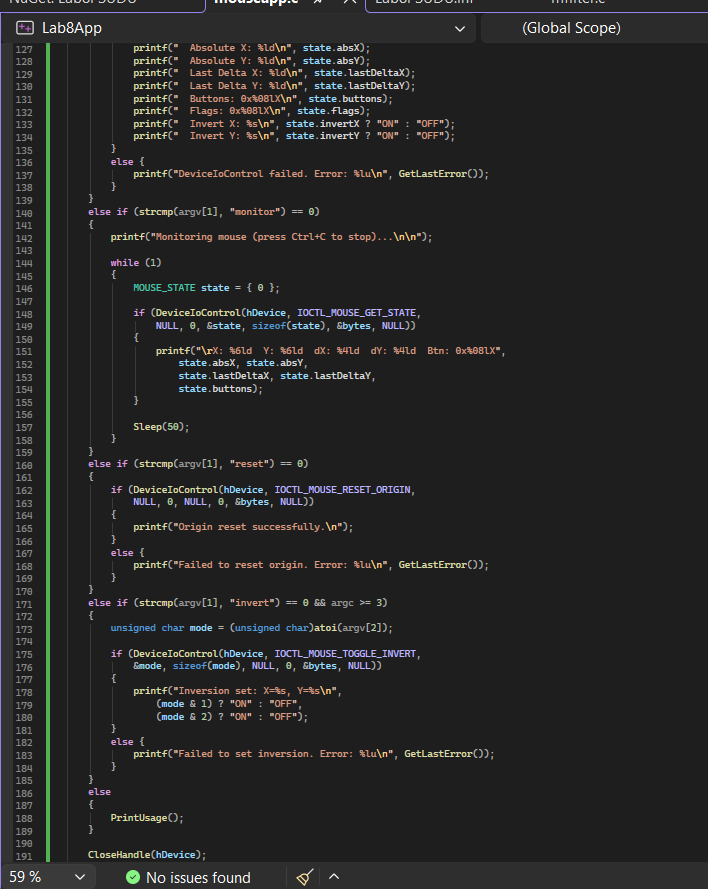 mouseapp.c
Lab8App
(Global Scope)
127 printf("  Absolute X: %ld\n", state.absX);
128 printf("  Absolute Y: %ld\n", state.absY);
129 printf("  Last Delta X: %ld\n", state.lastDeltaX);
130 printf("  Last Delta Y: %ld\n", state.lastDeltaY);
131 printf("  Buttons: 0x%08lX\n", state.buttons);
132 printf("  Flags: 0x%08lX\n", state.flags);
133 printf("  Invert X: %s\n", state.invertX ? "ON" : "OFF");
134 printf("  Invert Y: %s\n", state.invertY ? "ON" : "OFF");
135 }
136 else {
137 printf("DeviceIoControl failed. Error: %lu\n", GetLastError());
138 }
139 }
140 else if (strcmp(argv[1], "monitor") == 0)
141 {
142 printf("Monitoring mouse (press Ctrl+C to stop)...\n\n");
143
144 while (1)
145 {
146 MOUSE_STATE state = { 0 };
147
148 if (DeviceIoControl(hDevice, IOCTL_MOUSE_GET_STATE,
149 NULL, 0, &state, sizeof(state), &bytes, NULL))
150 {
151 printf("\rX: %6ld  Y: %6ld  dX: %4ld  dY: %4ld  Btn: 0x%08lX",
152 state.absX, state.absY,
153 state.lastDeltaX, state.lastDeltaY,
154 state.buttons);
155 }
156
157 Sleep(50);
158 }
159 }
160 else if (strcmp(argv[1], "reset") == 0)
161 {
162 if (DeviceIoControl(hDevice, IOCTL_MOUSE_RESET_ORIGIN,
163 NULL, 0, NULL, 0, &bytes, NULL))
164 {
165 printf("Origin reset successfully.\n");
166 }
167 else {
168 printf("Failed to reset origin. Error: %lu\n", GetLastError());
169 }
170 }
171 else if (strcmp(argv[1], "invert") == 0 && argc >= 3)
172 {
173 unsigned char mode = (unsigned char)atoi(argv[2]);
174
175 if (DeviceIoControl(hDevice, IOCTL_MOUSE_TOGGLE_INVERT,
176 &mode, sizeof(mode), NULL, 0, &bytes, NULL))
177 {
178 printf("Inversion set: X=%s, Y=%s\n",
179 (mode & 1) ? "ON" : "OFF",
180 (mode & 2) ? "ON" : "OFF");
181 }
182 else {
183 printf("Failed to set inversion. Error: %lu\n", GetLastError());
184 }
185 }
186 else
187 {
188 PrintUsage();
189 }
190
191 CloseHandle(hDevice);
59 %
No issues found